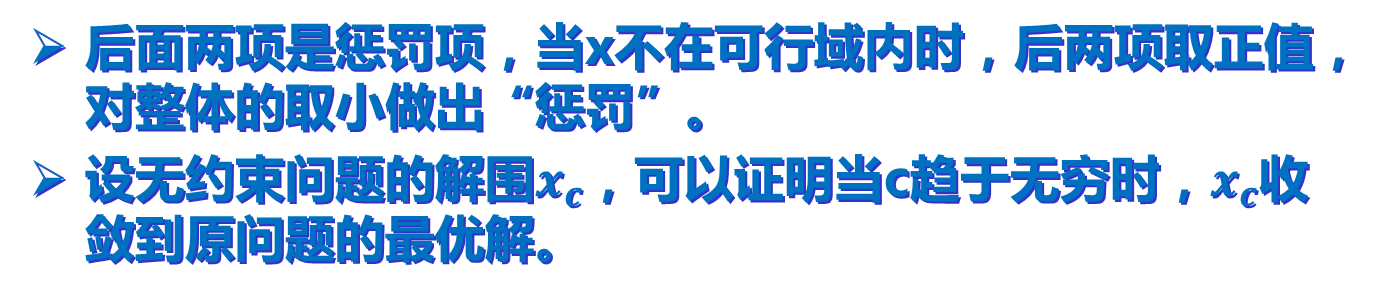 后面两项是惩罚项，当x不在可行域内时，后两项取正值，
对整体的取小做出“惩罚”。
设无约束问题的解围x_c，可以证明当c趋于无穷时，x_c收
敛到原问题的最优解。